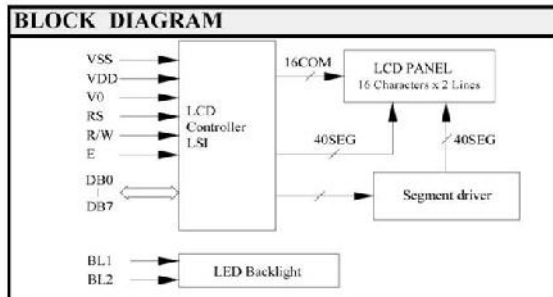 BLOCK DIAGRAM
VSS
VDD
V0
RS
R/W
E
DB0
DB7
LCD
Controller
LSI
16COM
LCD PANEL
16 Characters x 2 Lines
40SEG
40SEG
Segment driver
BL1
BL2
LED Backlight